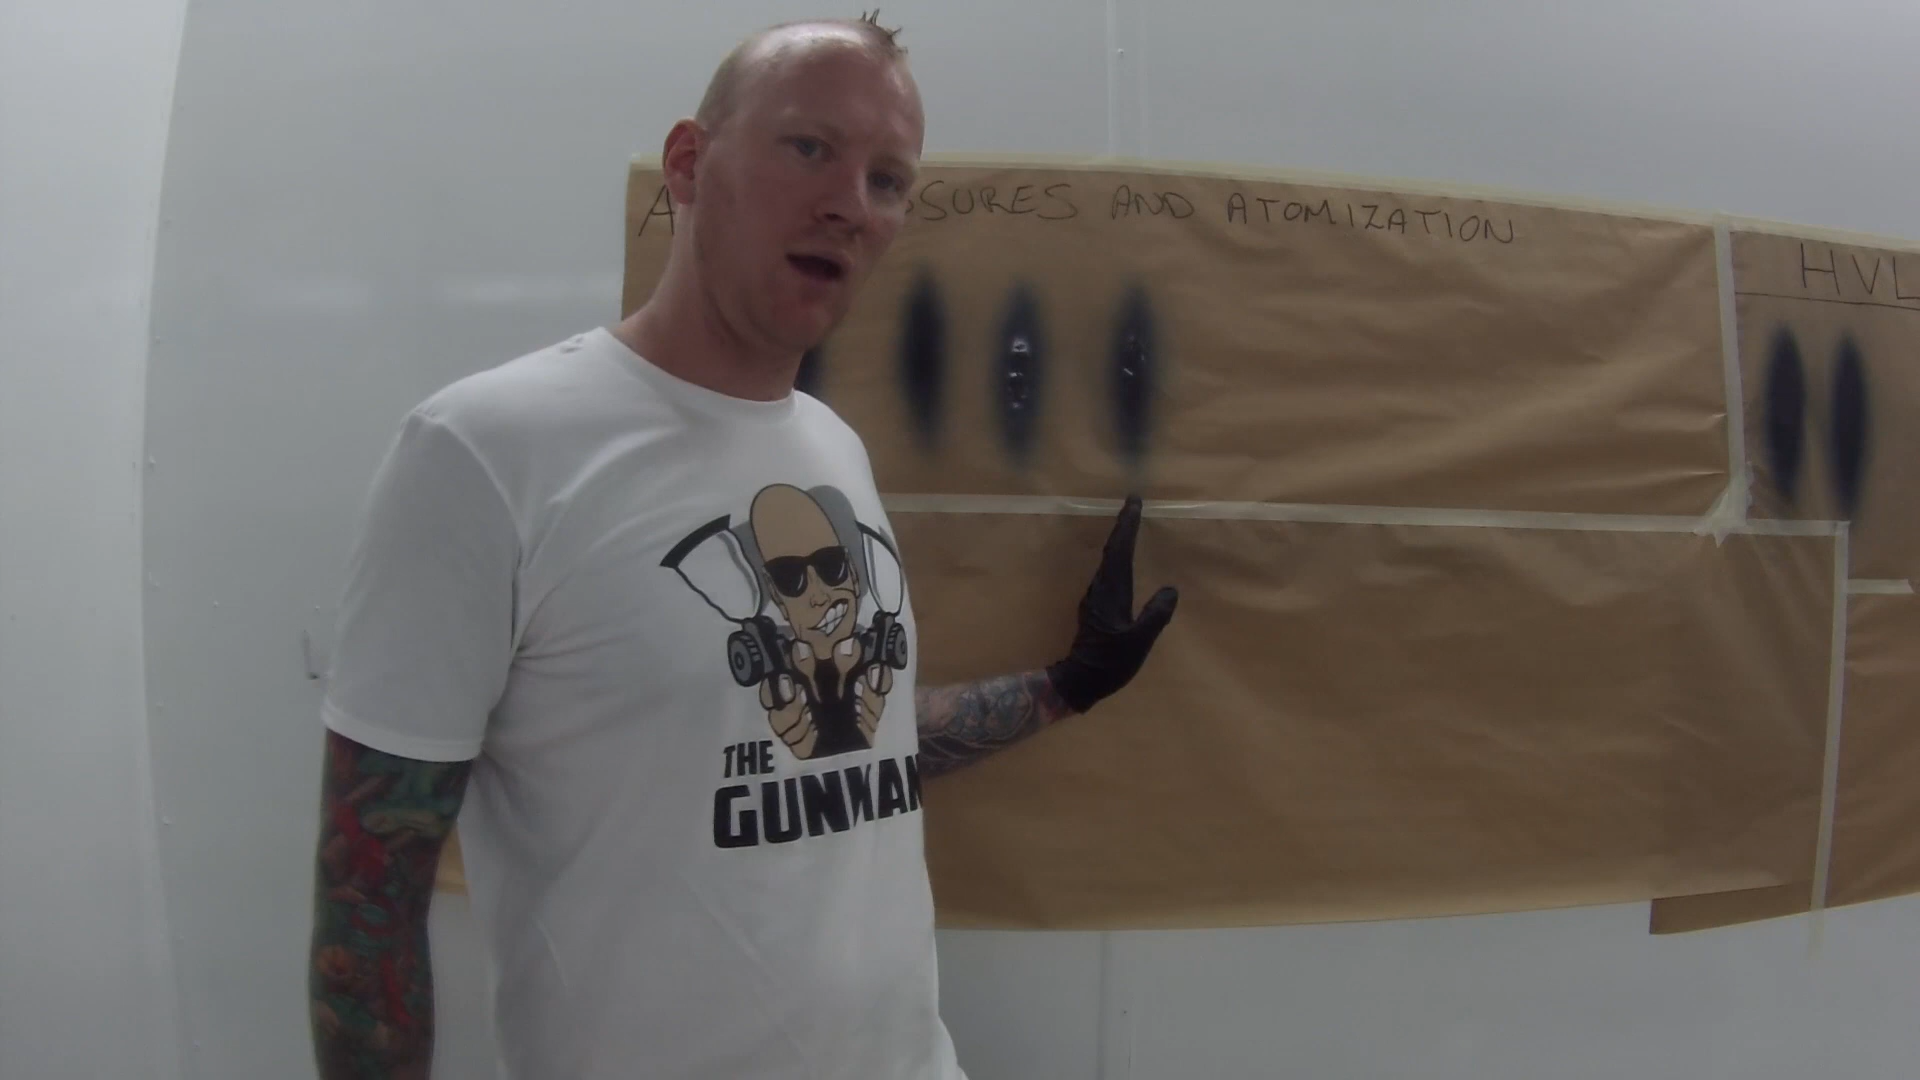 A SSURES AND ATOMIZATION
HVL
THE
GUNMAN